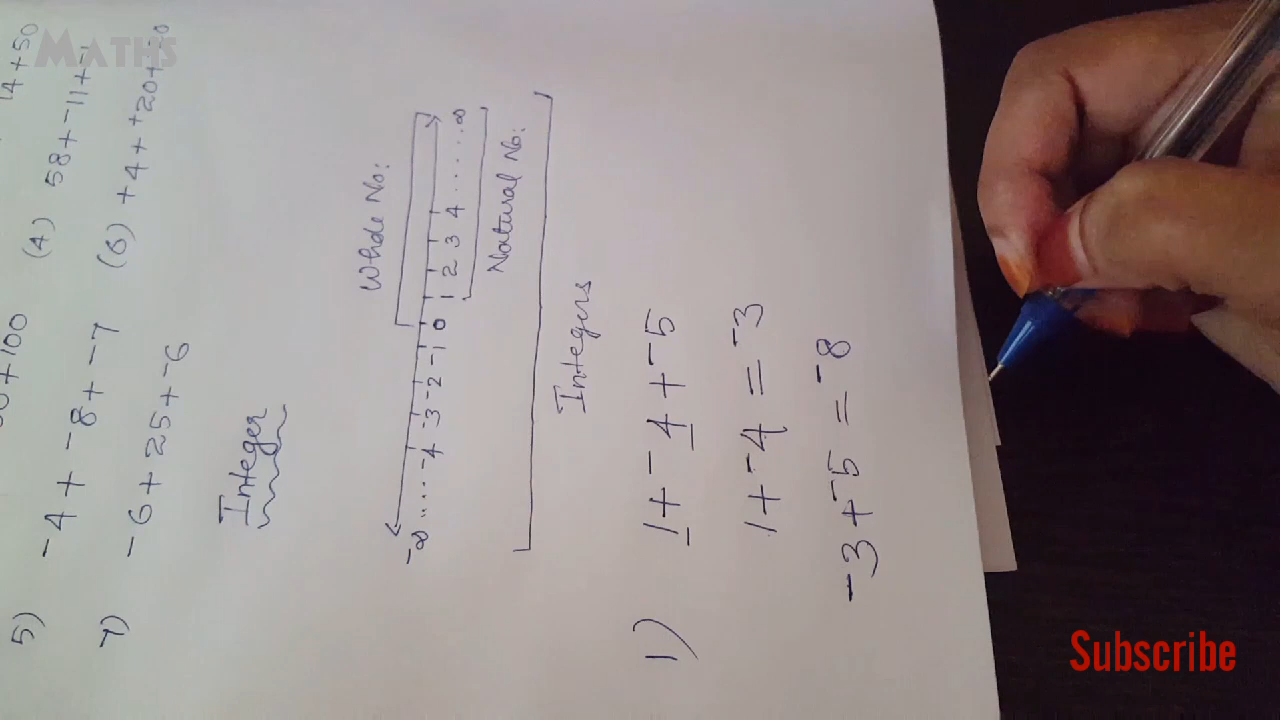 MATHS
14 + 50
0 + 100
(4) 58 + -11 +
5) -4 + -8 + -7
(6) +4 + +20 +
7) -6 + 25 + -6
Integer
Whole No:
-∞ .... -4 -3 -2 -1 0 1 2 3 4 ....... ∞
Natural No:
Integers
1) 1 + -4 + -5
1 + -4 = -3
-3 + -5 = -8
Subscribe